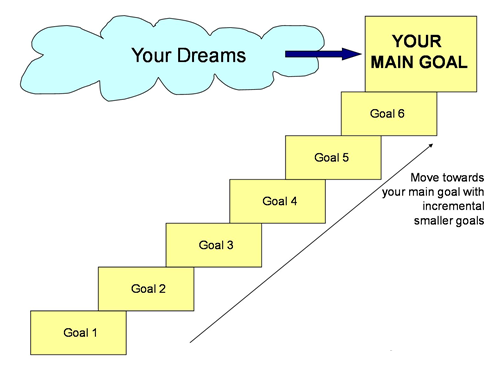 Your Dreams
YOUR
MAIN GOAL
Goal 6
Goal 5
Goal 4
Goal 3
Goal 2
Goal 1
Move towards
your main goal with
incremental
smaller goals